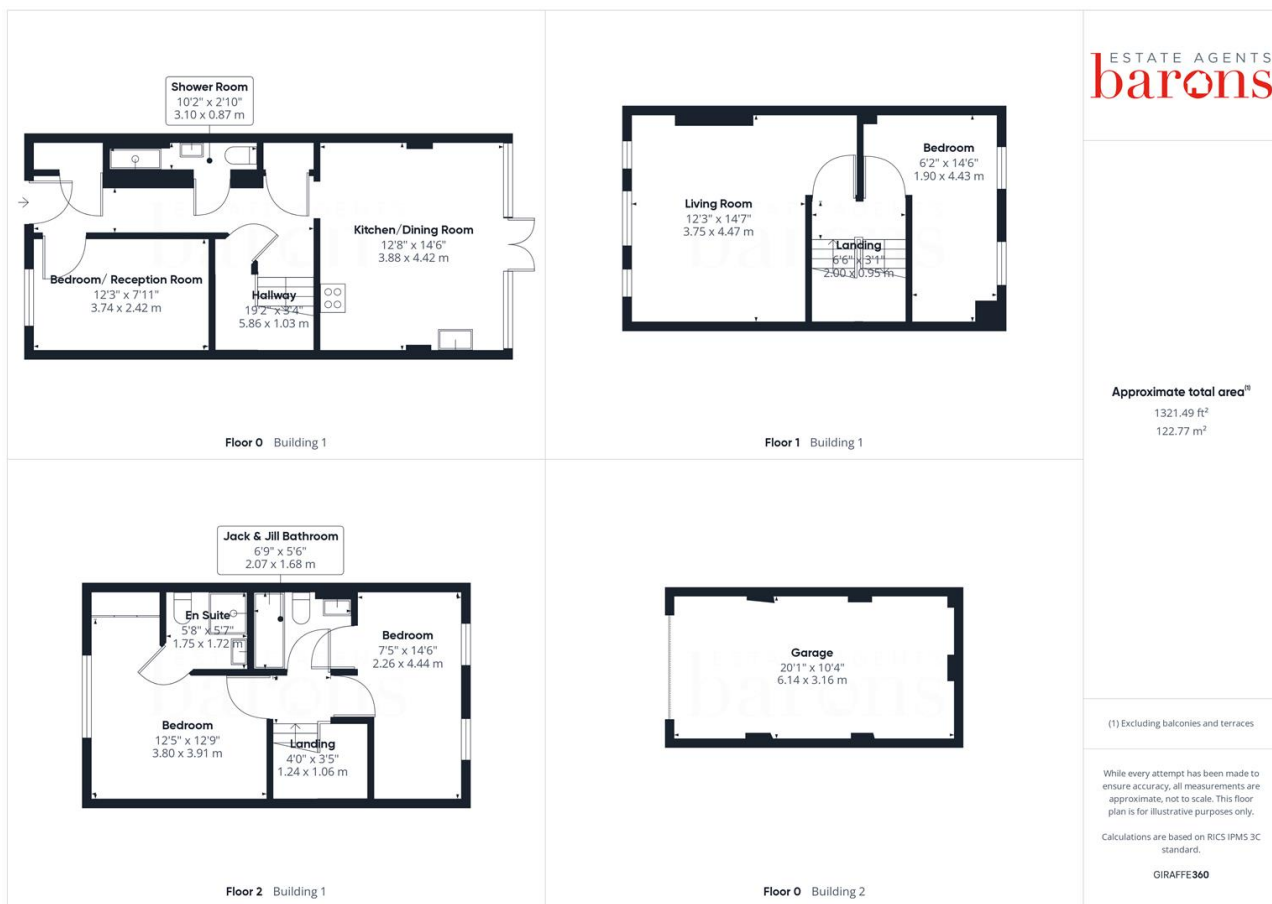 Shower Room
10'2" x 2'10"
3.10 x 0.87 m
Kitchen/Dining Room
12'8" x 14'6"
3.88 x 4.42 m
Bedroom/ Reception Room
12'3" x 7'11"
3.74 x 2.42 m
Hallway
19'2" x 3'4"
5.86 x 1.03 m
Floor 0 Building 1
Living Room
12'3" x 14'7"
3.75 x 4.47 m
Bedroom
6'2" x 14'6"
1.90 x 4.43 m
Landing
6'6" x 3'1"
2.00 x 0.95 m
Floor 1 Building 1
Jack & Jill Bathroom
6'9" x 5'6"
2.07 x 1.68 m
En Suite
5'8" x 5'7"
1.75 x 1.72 m
Bedroom
7'5" x 14'6"
2.26 x 4.44 m
Bedroom
12'5" x 12'9"
3.80 x 3.91 m
Landing
4'0" x 3'5"
1.24 x 1.06 m
Floor 2 Building 1
Garage
20'1" x 10'4"
6.14 x 3.16 m
barons
Floor 0 Building 2
ESTATE AGENTS
barons
Approximate total area⁽¹⁾
1321.49 ft²
122.77 m²
(1) Excluding balconies and terraces
While every attempt has been made to
ensure accuracy, all measurements are
approximate, not to scale. This floor
plan is for illustrative purposes only.
Calculations are based on RICS IPMS 3C
standard.
GIRAFFE360